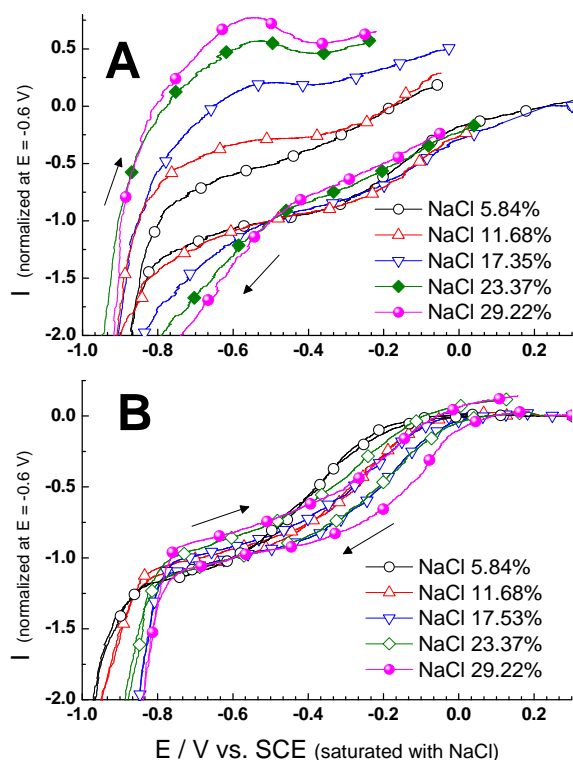 A
I (normalized at E = -0.6 V)
0.5
0.0
-0.5
-1.0
-1.5
-2.0
NaCl 5.84%
NaCl 11.68%
NaCl 17.35%
NaCl 23.37%
NaCl 29.22%
-1.0 -0.8 -0.6 -0.4 -0.2 0.0 0.2
B
I (normalized at E = -0.6 V)
0.0
-0.5
-1.0
-1.5
-2.0
NaCl 5.84%
NaCl 11.68%
NaCl 17.53%
NaCl 23.37%
NaCl 29.22%
-1.0 -0.8 -0.6 -0.4 -0.2 0.0 0.2
E / V vs. SCE (saturated with NaCl)